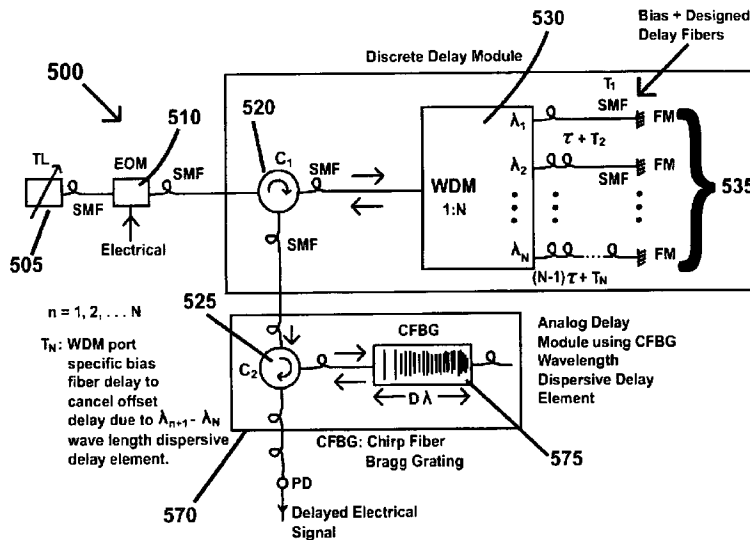 530
Bias + Designed
Delay Fibers
Discrete Delay Module
500
510
520
T₁
SMF
FM
λ₁
τ + T₂
TL
EOM
SMF
C₁
SMF
WDM
1:N
λ₂
SMF
FM
535
SMF
505
Electrical
SMF
λN
FM
(N-1)τ + TN
n = 1, 2, . . . N
525
CFBG
Analog Delay
Module using CFBG
Wavelength
Dispersive Delay
Element
TN: WDM port
specific bias
fiber delay to
cancel offset
delay due to λn+1 - λN
wave length dispersive
delay element.
C₂
D λ
CFBG: Chirp Fiber
Bragg Grating
575
570
PD
Delayed Electrical
Signal